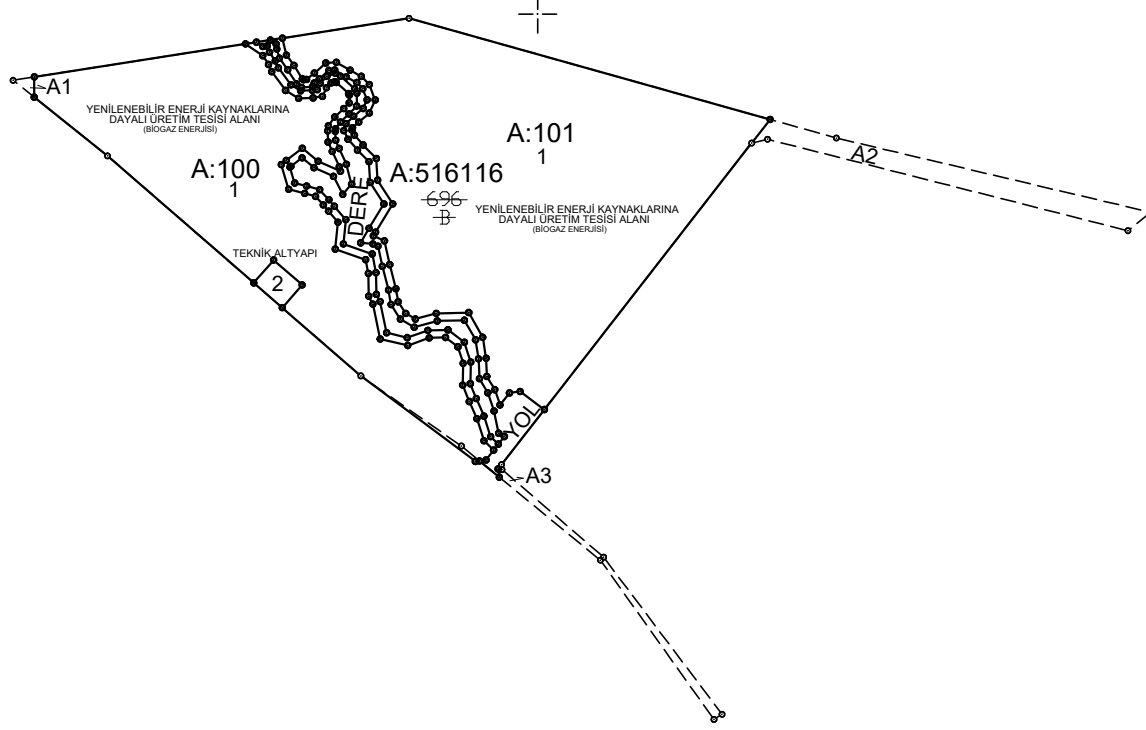 A1
YENİLENEBİLİR ENERJİ KAYNAKLARINA
DAYALI ÜRETİM TESİSİ ALANI
(BİOGAZ ENERJİSİ)
A:100
1
A:101
1
A2
A:516116
696
B
YENİLENEBİLİR ENERJİ KAYNAKLARINA
DAYALI ÜRETİM TESİSİ ALANI
(BİOGAZ ENERJİSİ)
DERE
TEKNİK ALTYAPI
2
YOL
A3